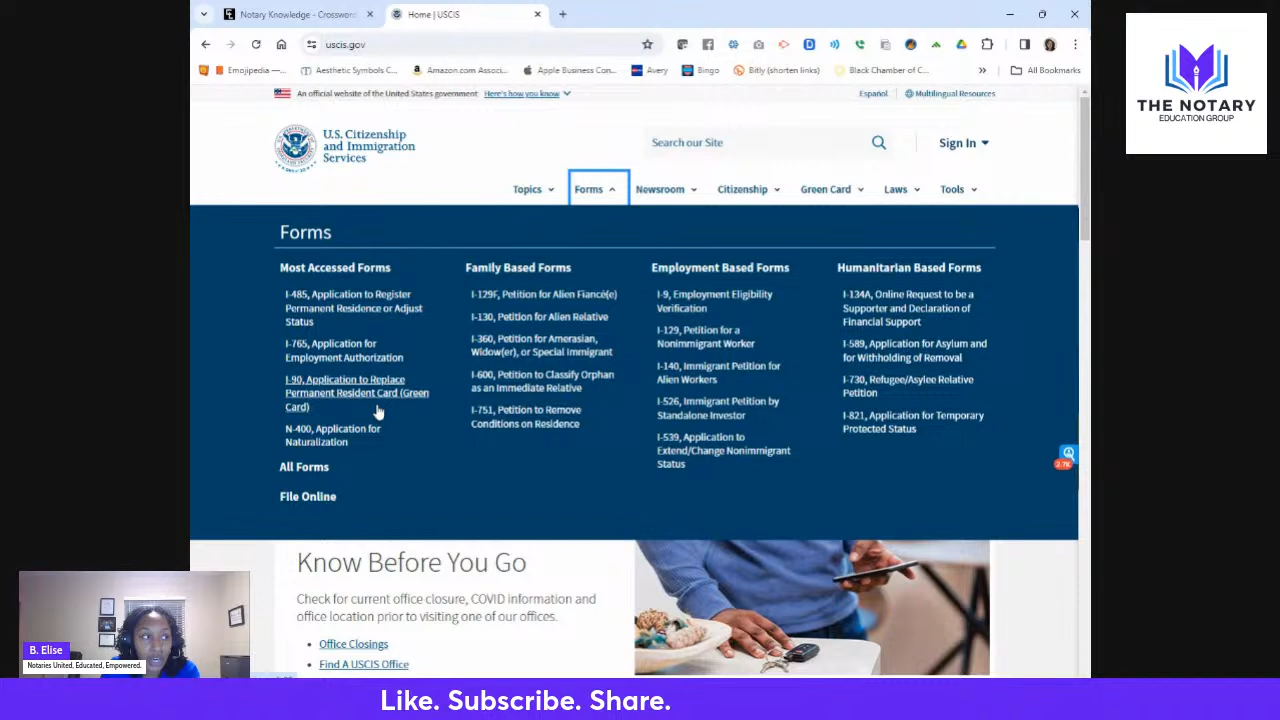 Notary Knowledge - Crossword
Home | USCIS
uscis.gov
Emojipedia —...
Aesthetic Symbols C...
Amazon.com Associ...
Apple Business Con...
Avery
Bingo
Bitly (shorten links)
Black Chamber of C...
All Bookmarks
An official website of the United States government
Here's how you know
Español
Multilingual Resources
U.S. Citizenship
and Immigration
Services
Search our Site
Sign In
Topics
Forms
Newsroom
Citizenship
Green Card
Laws
Tools
Forms
Most Accessed Forms
I-485, Application to Register
Permanent Residence or Adjust
Status
I-765, Application for
Employment Authorization
I-90, Application to Replace
Permanent Resident Card (Green
Card)
N-400, Application for
Naturalization
All Forms
File Online
Family Based Forms
I-129F, Petition for Alien Fiancé(e)
I-130, Petition for Alien Relative
I-360, Petition for Amerasian,
Widow(er), or Special Immigrant
I-600, Petition to Classify Orphan
as an Immediate Relative
I-751, Petition to Remove
Conditions on Residence
Employment Based Forms
I-9, Employment Eligibility
Verification
I-129, Petition for a
Nonimmigrant Worker
I-140, Immigrant Petition for
Alien Workers
I-526, Immigrant Petition by
Standalone Investor
I-539, Application to
Extend/Change Nonimmigrant
Status
Humanitarian Based Forms
I-134A, Online Request to be a
Supporter and Declaration of
Financial Support
I-589, Application for Asylum and
for Withholding of Removal
I-730, Refugee/Asylee Relative
Petition
I-821, Application for Temporary
Protected Status
2.7K
Know Before You Go
Check for current office closure, COVID information and
office location prior to visiting one of our offices.
Office Closings
Find A USCIS Office
THE NOTARY
EDUCATION GROUP
B. Elise
Notaries United, Educated, Empowered.
Like. Subscribe. Share.